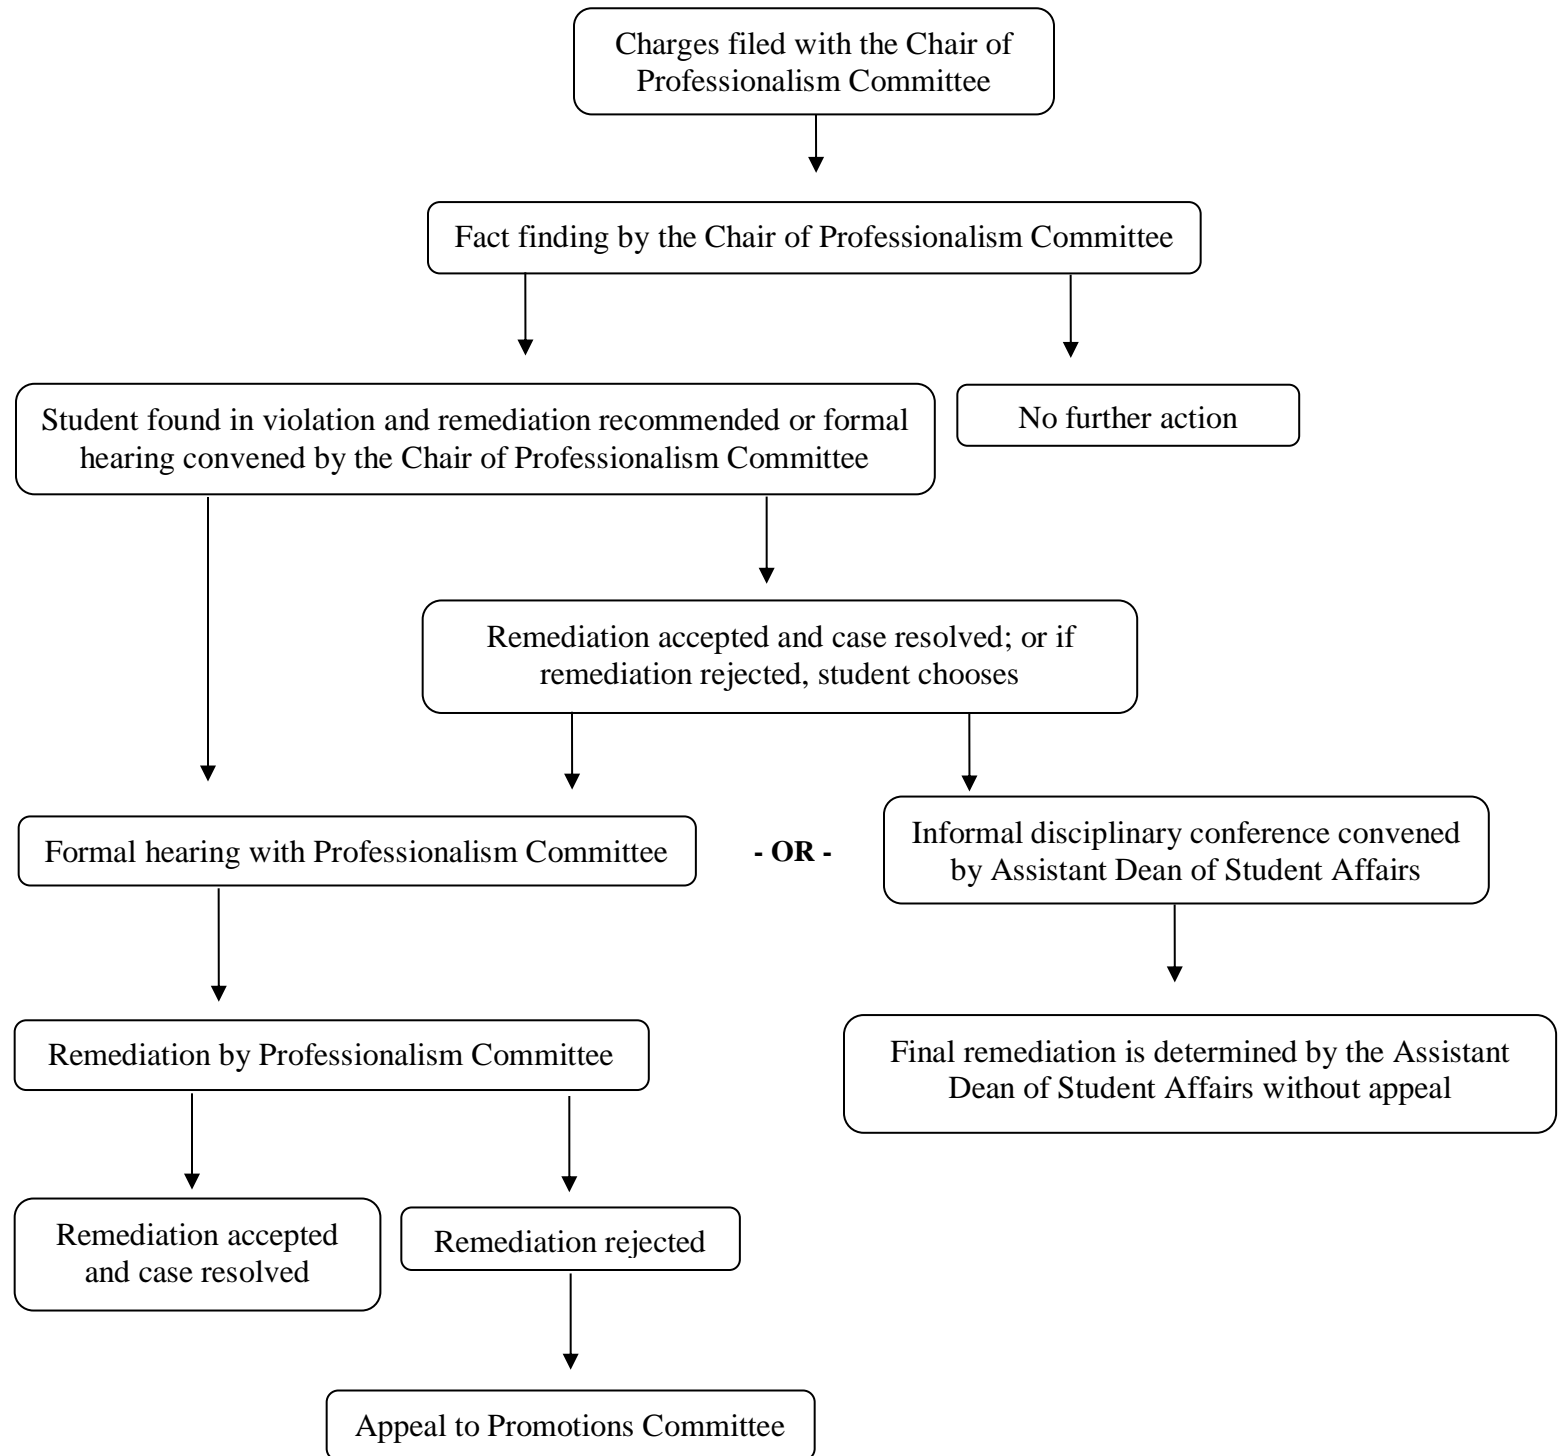 Charges filed with the Chair of
Professionalism Committee
Fact finding by the Chair of Professionalism Committee
Student found in violation and remediation recommended or formal
hearing convened by the Chair of Professionalism Committee
No further action
Remediation accepted and case resolved; or if
remediation rejected, student chooses
Formal hearing with Professionalism Committee
- OR -
Informal disciplinary conference convened
by Assistant Dean of Student Affairs
Remediation by Professionalism Committee
Final remediation is determined by the Assistant
Dean of Student Affairs without appeal
Remediation accepted
and case resolved
Remediation rejected
Appeal to Promotions Committee